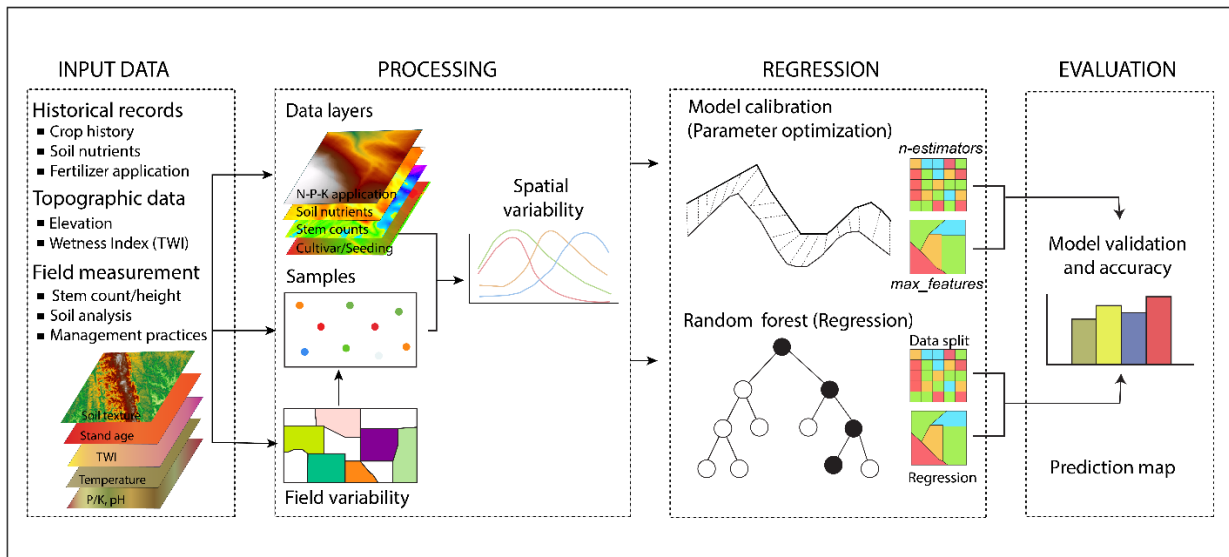 INPUT DATA
Historical records
▪ Crop history
▪ Soil nutrients
▪ Fertilizer application
Topographic data
▪ Elevation
▪ Wetness Index (TWI)
Field measurement
▪ Stem count/height
▪ Soil analysis
▪ Management practices
Soil texture
Stand age
TWI
Temperature
P/K, pH
PROCESSING
Data layers
N-P-K application
Soil nutrients
Stem counts
Cultivar/Seeding
Spatial
variability
Samples
Field variability
REGRESSION
Model calibration
(Parameter optimization)
n-estimators
max_features
Random forest (Regression)
Data split
Regression
EVALUATION
Model validation
and accuracy
Prediction map